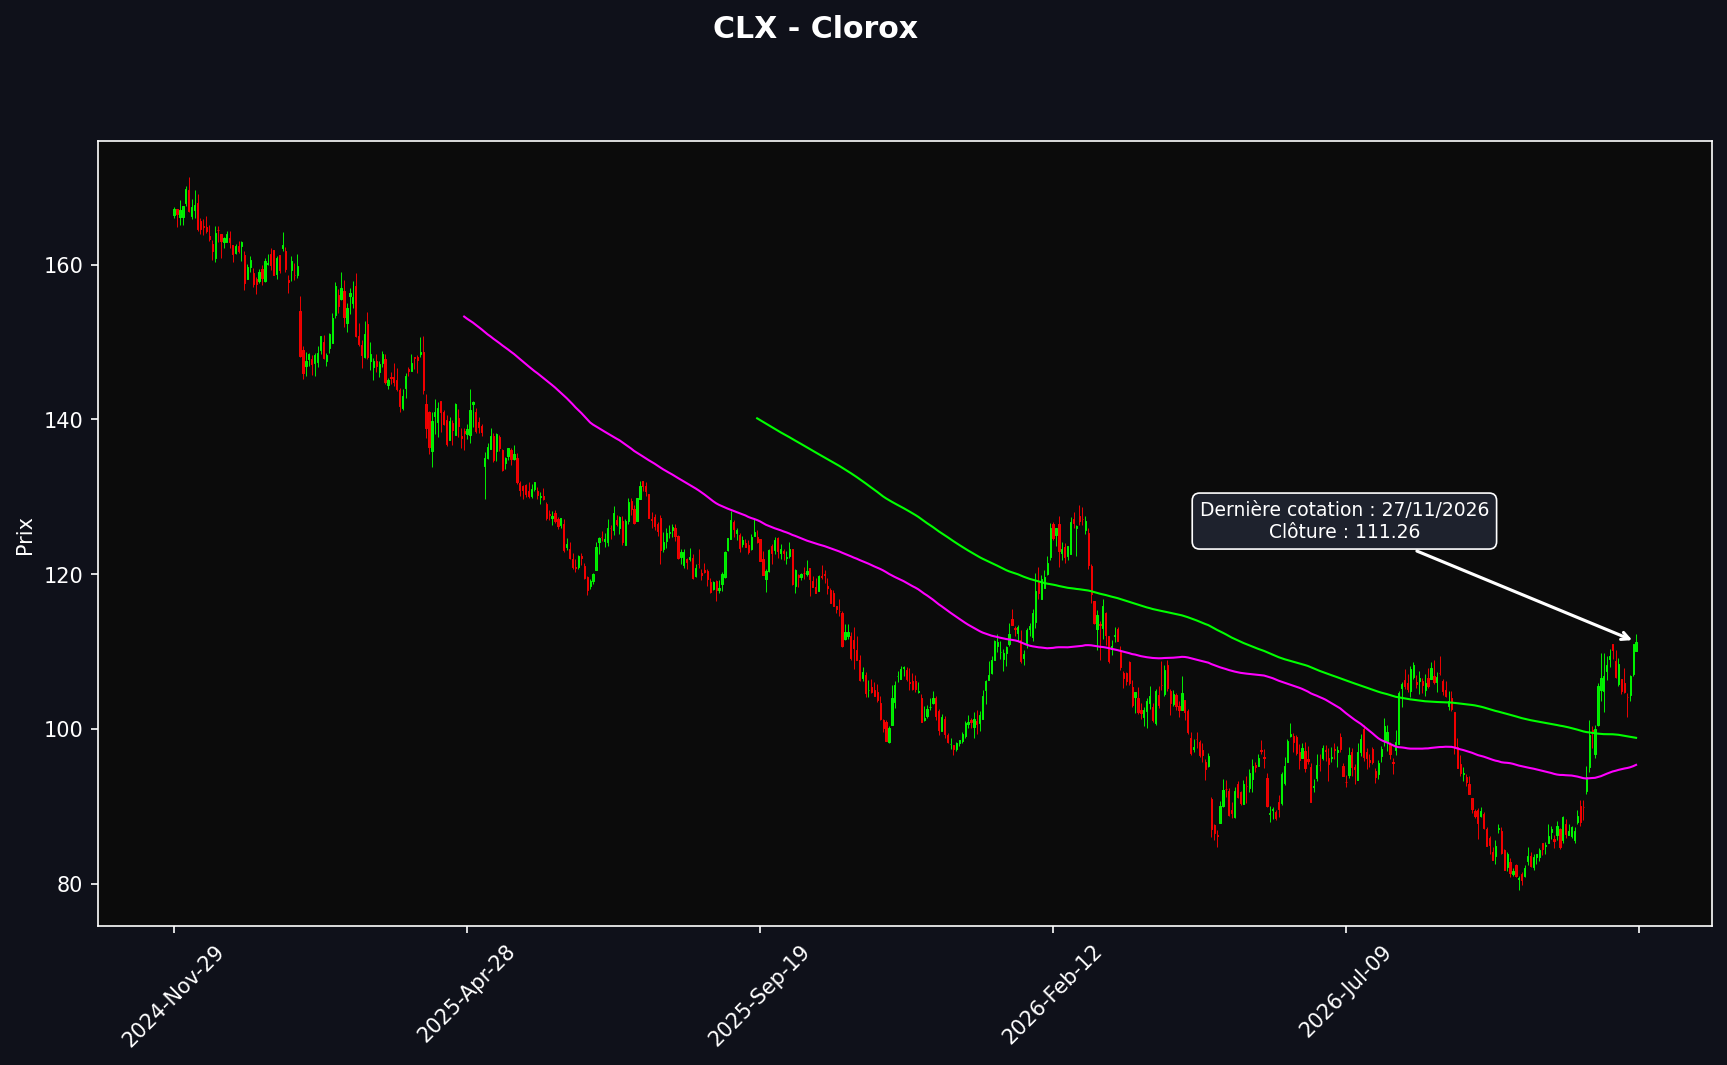 CLX - Clorox
Prix
160
140
120
100
80
Dernière cotation : 27/11/2026
Clôture : 111.26
2024-Nov-29
2025-Apr-28
2025-Sep-19
2026-Feb-12
2026-Jul-09